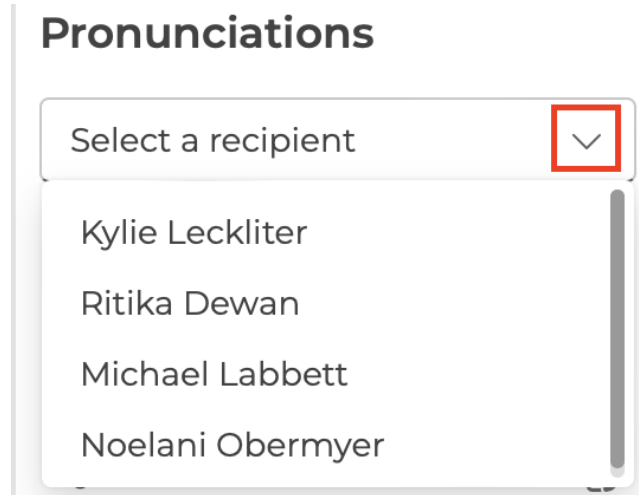 Pronunciations
Select a recipient
Kylie Leckliter
Ritika Dewan
Michael Labbett
Noelani Obermyer